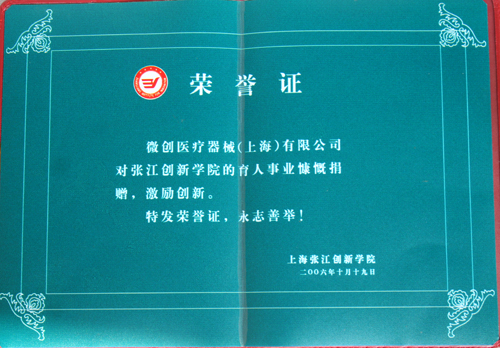 荣誉证
微创医疗器械(上海)有限公司
对张江创新学院的育人事业慷慨捐
赠，激励创新。
特发荣誉证，永志善举！
上海张江创新学院
二〇〇六年十月十九日